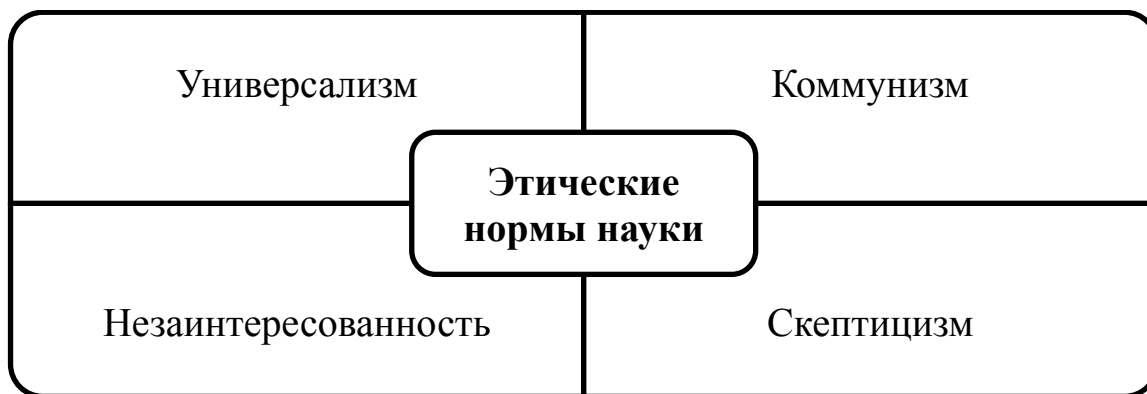 Универсализм
Коммунизм
Этические
нормы науки
Незаинтересованность
Скептицизм